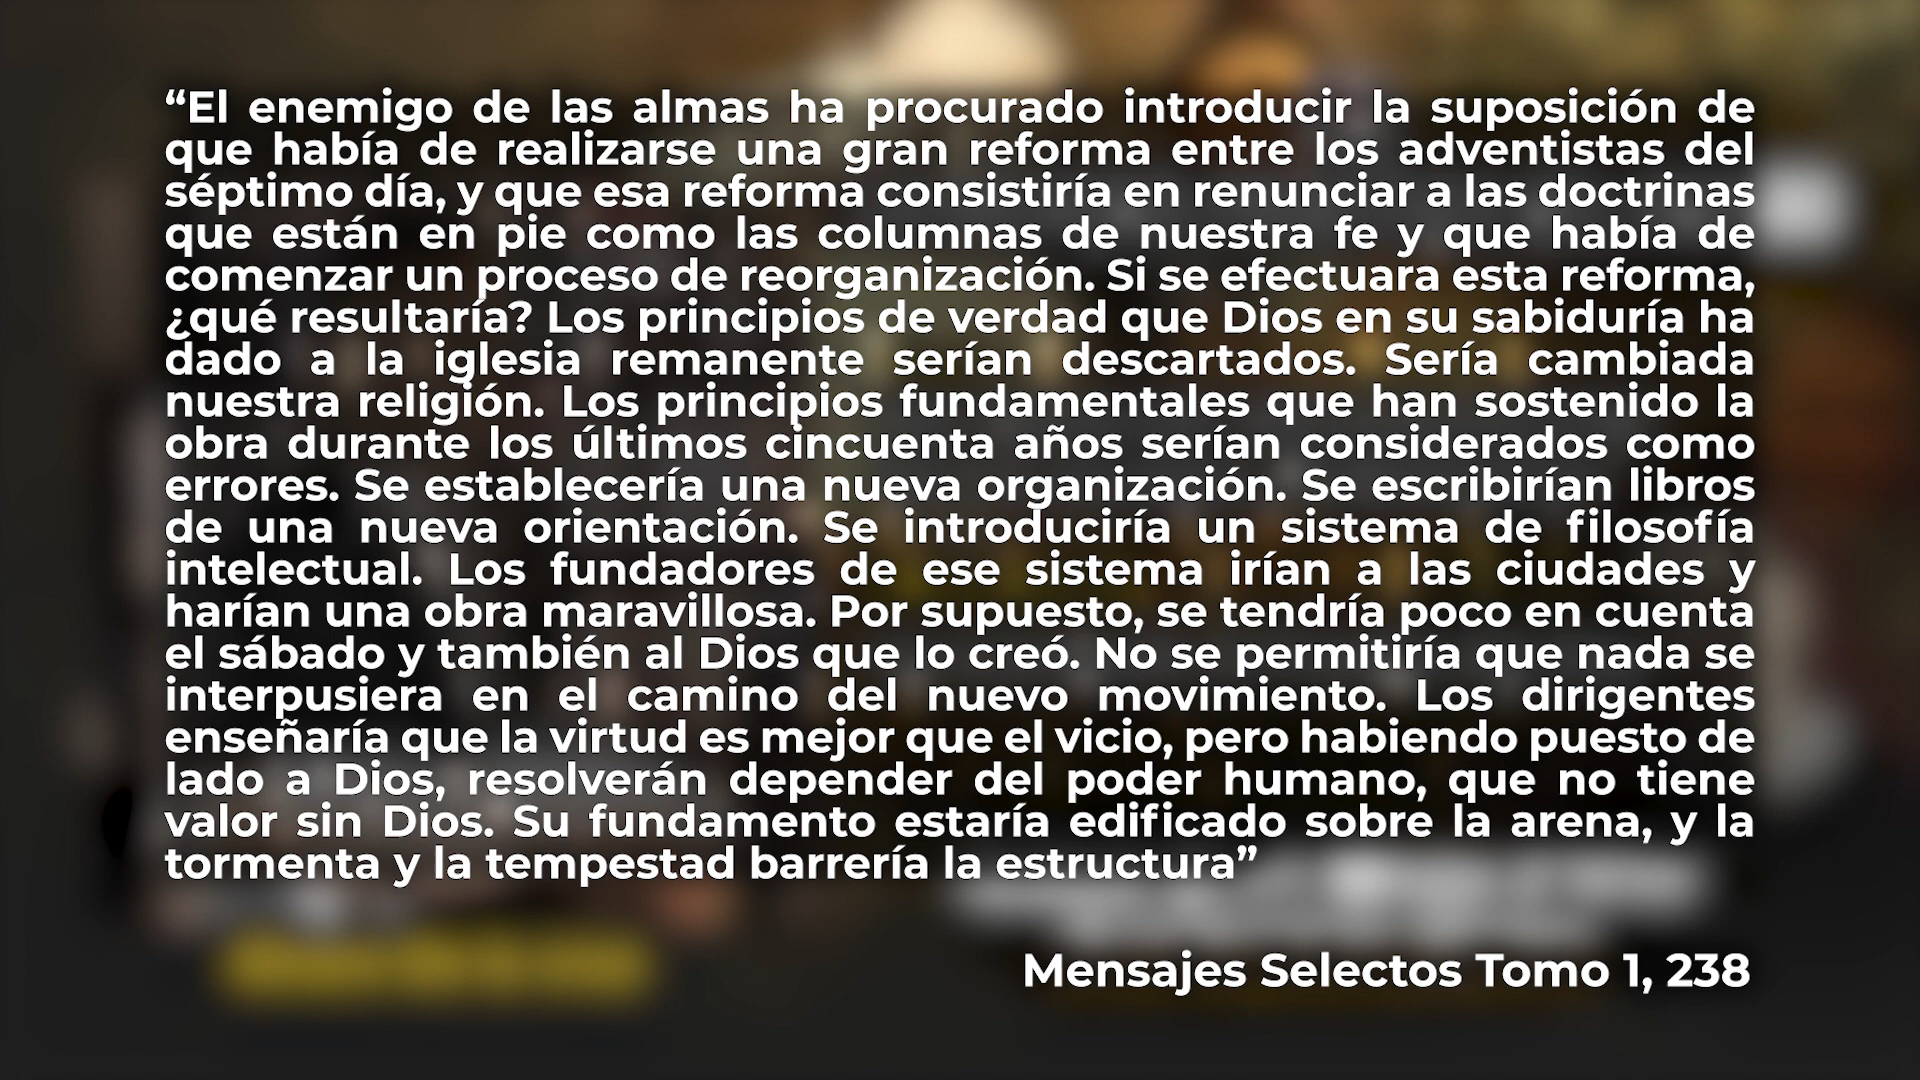 “El enemigo de las almas ha procurado introducir la suposición de
que había de realizarse una gran reforma entre los adventistas del
séptimo día, y que esa reforma consistiría en renunciar a las doctrinas
que están en pie como las columnas de nuestra fe y que había de
comenzar un proceso de reorganización. Si se efectuara esta reforma,
¿qué resultaría? Los principios de verdad que Dios en su sabiduría ha
dado a la iglesia remanente serían descartados. Sería cambiada
nuestra religión. Los principios fundamentales que han sostenido la
obra durante los últimos cincuenta años serían considerados como
errores. Se establecería una nueva organización. Se escribirían libros
de una nueva orientación. Se introduciría un sistema de filosofía
intelectual. Los fundadores de ese sistema irían a las ciudades y
harían una obra maravillosa. Por supuesto, se tendría poco en cuenta
el sábado y también al Dios que lo creó. No se permitiría que nada se
interpusiera en el camino del nuevo movimiento. Los dirigentes
enseñaría que la virtud es mejor que el vicio, pero habiendo puesto de
lado a Dios, resolverán depender del poder humano, que no tiene
valor sin Dios. Su fundamento estaría edificado sobre la arena, y la
tormenta y la tempestad barrería la estructura”
Mensajes Selectos Tomo 1, 238